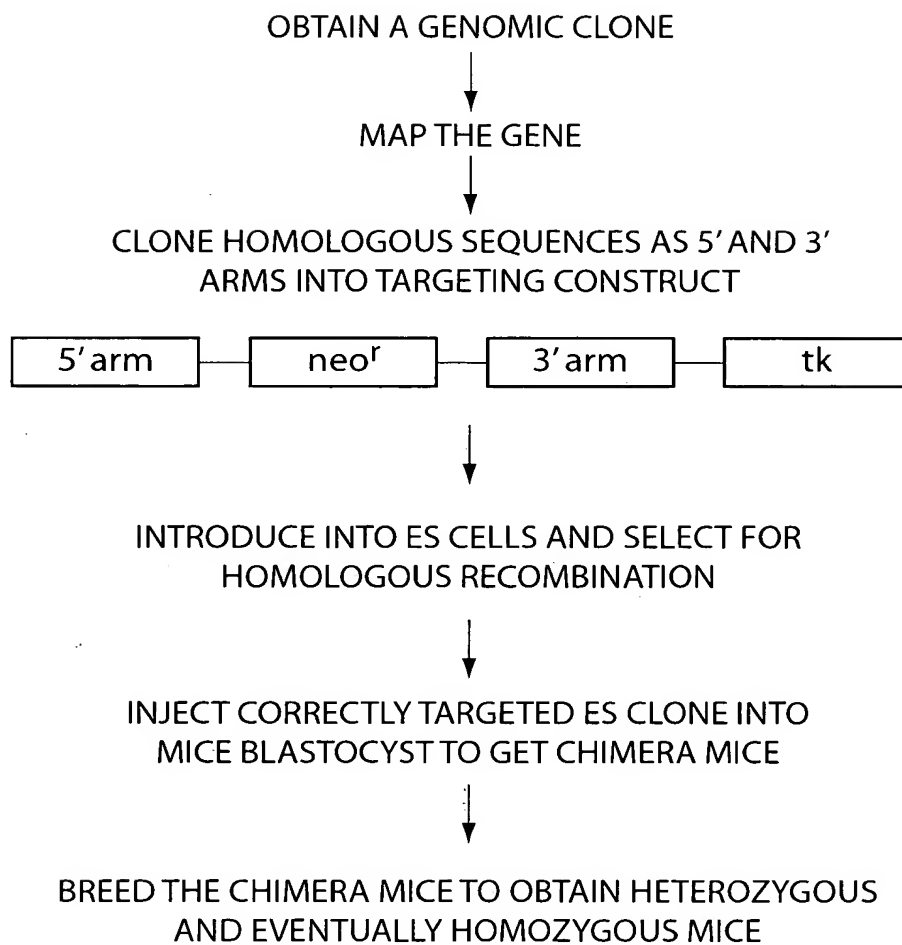 OBTAIN A GENOMIC CLONE
MAP THE GENE
CLONE HOMOLOGOUS SEQUENCES AS 5′ AND 3′
ARMS INTO TARGETING CONSTRUCT
5′ arm neoʳ 3′ arm tk
INTRODUCE INTO ES CELLS AND SELECT FOR
HOMOLOGOUS RECOMBINATION
INJECT CORRECTLY TARGETED ES CLONE INTO
MICE BLASTOCYST TO GET CHIMERA MICE
BREED THE CHIMERA MICE TO OBTAIN HETEROZYGOUS
AND EVENTUALLY HOMOZYGOUS MICE